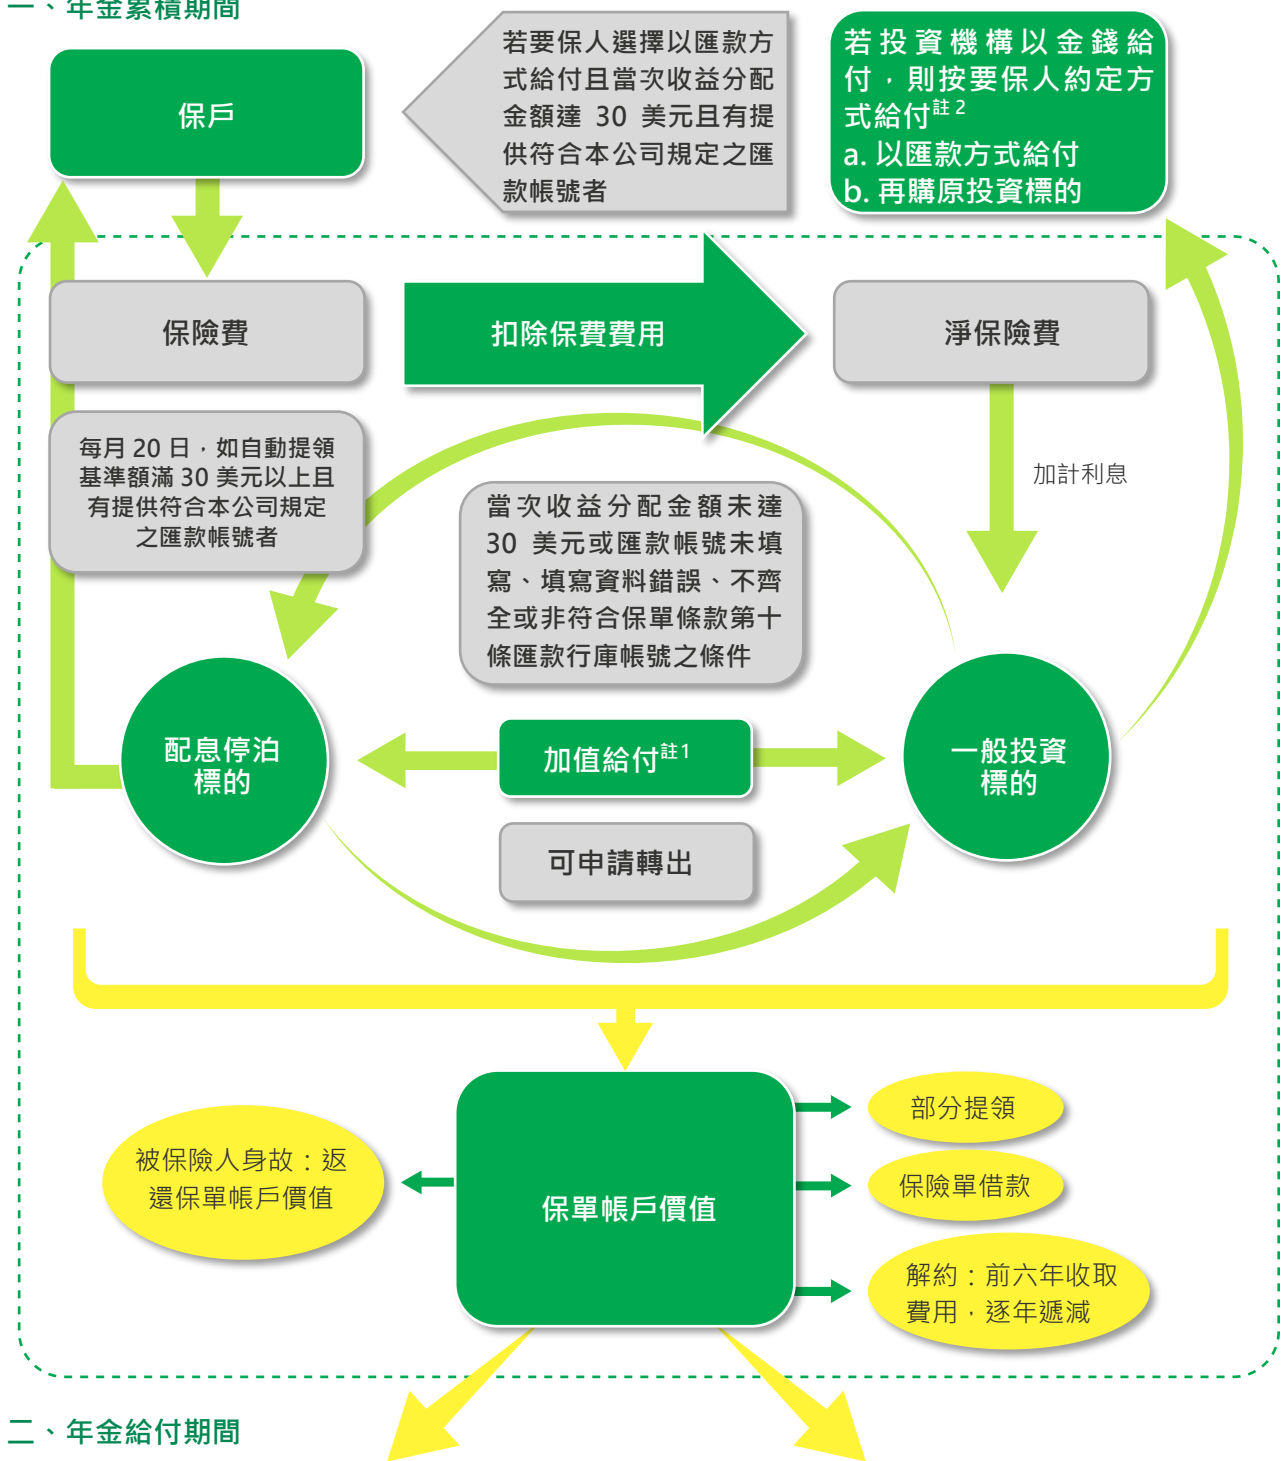 一、年金累積期間
保戶
若要保人選擇以匯款方
式給付且當次收益分配
金額達 30 美元且有提
供符合本公司規定之匯
款帳號者
若投資機構以金錢給
付，則按要保人約定方
式給付註2
a. 以匯款方式給付
b. 再購原投資標的
保險費
扣除保費費用
淨保險費
每月 20 日，如自動提領
基準額滿 30 美元以上且
有提供符合本公司規定
之匯款帳號者
加計利息
當次收益分配金額未達
30 美元或匯款帳號未填
寫、填寫資料錯誤、不齊
全或非符合保單條款第十
條匯款行庫帳號之條件
配息停泊
標的
加值給付註1
一般投資
標的
可申請轉出
被保險人身故：返
還保單帳戶價值
保單帳戶價值
部分提領
保險單借款
解約：前六年收取
費用，逐年遞減
二、年金給付期間